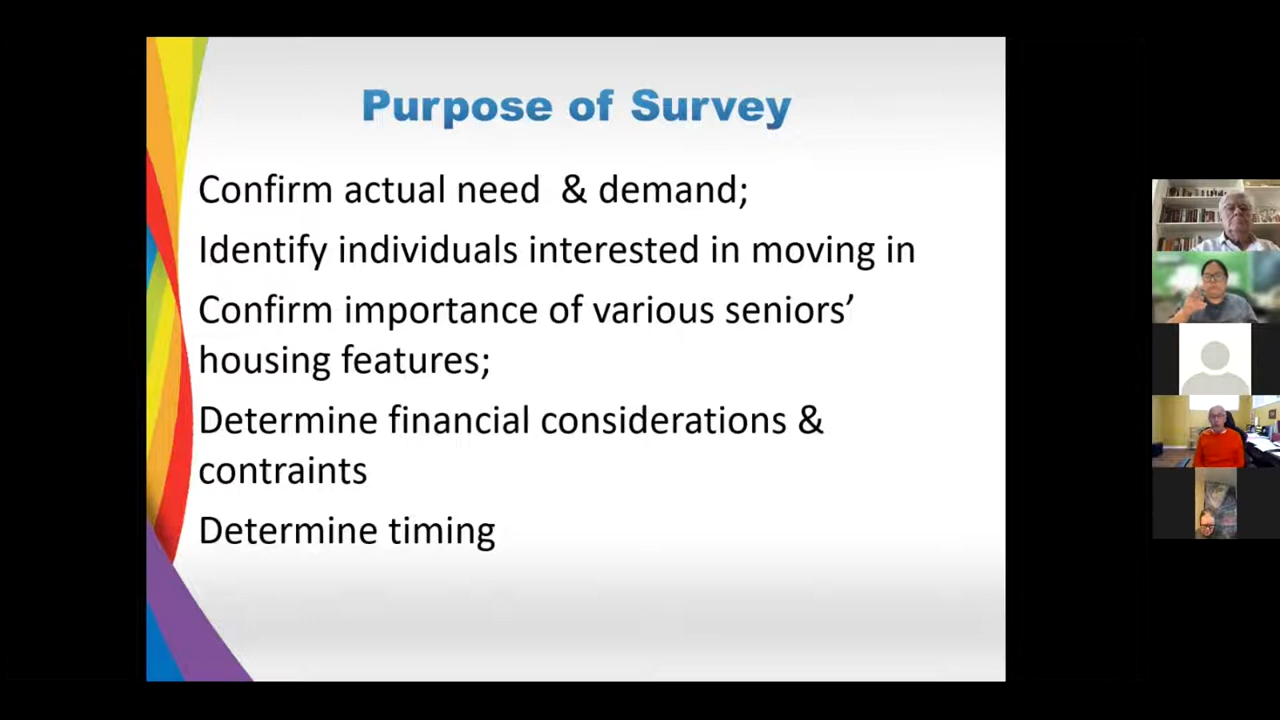 Purpose of Survey
Confirm actual need  & demand;
Identify individuals interested in moving in
Confirm importance of various seniors’
housing features;
Determine financial considerations &
contraints
Determine timing